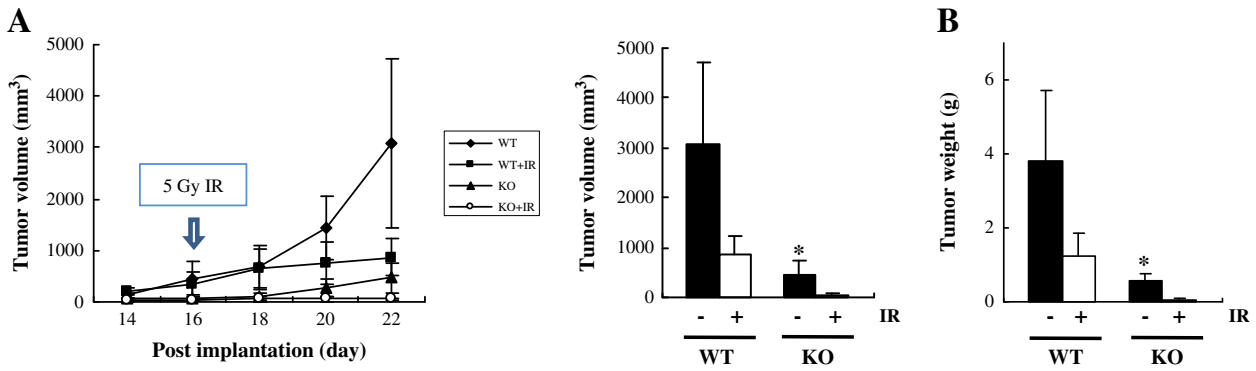 A
Tumor volume (mm³)
5000
4000
3000
2000
1000
0
5 Gy IR
14 16 18 20 22
Post implantation (day)
WT
WT+IR
KO
KO+IR
Tumor volume (mm³)
5000
4000
3000
2000
1000
0
*
- + - +
WT KO
B
Tumor weight (g)
6
4
2
0
*
- + - + IR
WT KO
IR